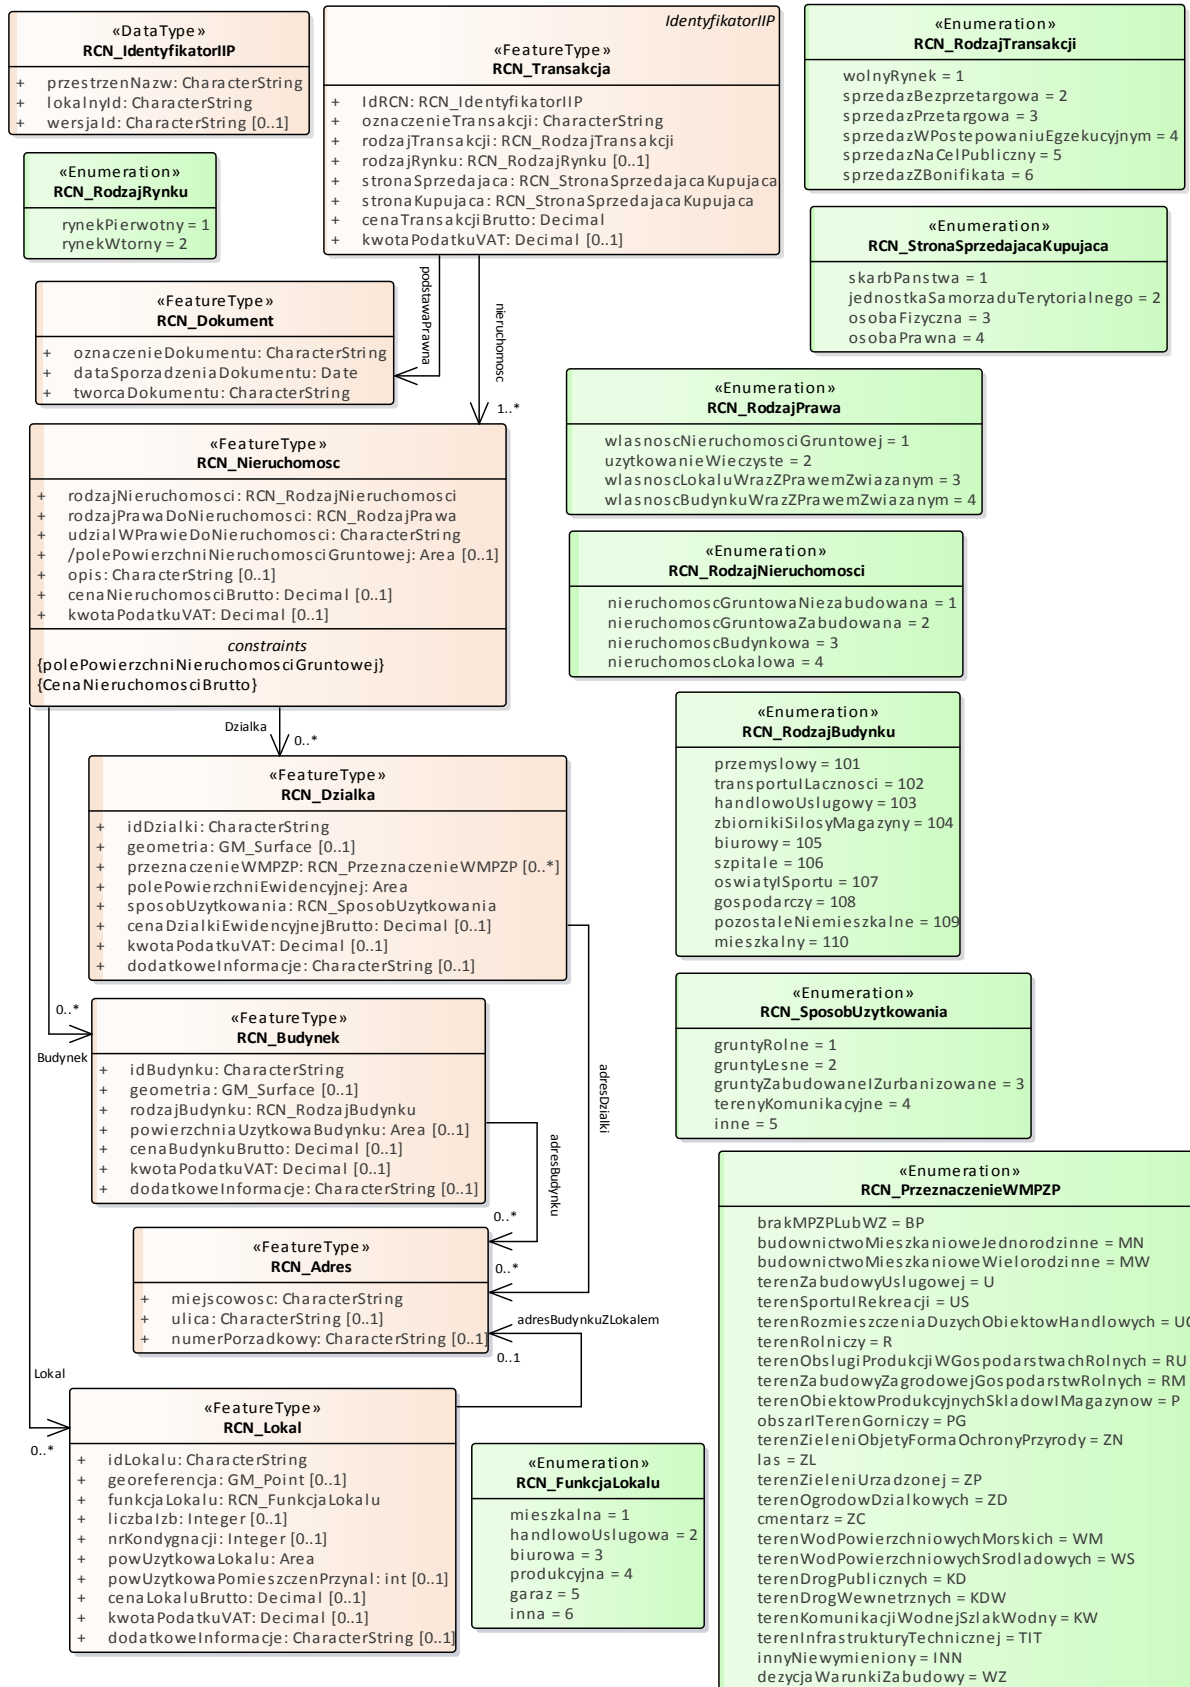 «DataType»
RCN_IdentyfikatorIIP
+ przestrzenNazw: CharacterString
+ lokalnyId: CharacterString
+ wersjaId: CharacterString [0..1]
IdentyfikatorIIP
«FeatureType»
RCN_Transakcja
+ IdRCN: RCN_IdentyfikatorIIP
+ oznaczenieTransakcji: CharacterString
+ rodzajTransakcji: RCN_RodzajTransakcji
+ rodzajRynku: RCN_RodzajRynku [0..1]
+ stronaSprzedajaca: RCN_StronaSprzedajacaKupujaca
+ stronaKupujaca: RCN_StronaSprzedajacaKupujaca
+ cenaTransakcjiBrutto: Decimal
+ kwotaPodatkuVAT: Decimal [0..1]
«Enumeration»
RCN_RodzajTransakcji
wolnyRynek = 1
sprzedazBezprzetargowa = 2
sprzedazPrzetargowa = 3
sprzedazWPostepowaniuEgzekucyjnym = 4
sprzedazNaCelPubliczny = 5
sprzedazZBonifikata = 6
«Enumeration»
RCN_RodzajRynku
rynekPierwotny = 1
rynekWtorny = 2
«Enumeration»
RCN_StronaSprzedajacaKupujaca
skarbPanstwa = 1
jednostkaSamorzaduTerytorialnego = 2
osobaFizyczna = 3
osobaPrawna = 4
podstawaPrawna
nieruchomosc
1..*
«FeatureType»
RCN_Dokument
+ oznaczenieDokumentu: CharacterString
+ dataSporzadzeniaDokumentu: Date
+ tworcaDokumentu: CharacterString
«Enumeration»
RCN_RodzajPrawa
wlasnoscNieruchomosciGruntowej = 1
uzytkowanieWieczyste = 2
wlasnoscLokaluWrazZPrawemZwiazanym = 3
wlasnoscBudynkuWrazZPrawemZwiazanym = 4
«FeatureType»
RCN_Nieruchomosc
+ rodzajNieruchomosci: RCN_RodzajNieruchomosci
+ rodzajPrawaDoNieruchomosci: RCN_RodzajPrawa
+ udzialWPrawieDoNieruchomosci: CharacterString
+ /polePowierzchniNieruchomosciGruntowej: Area [0..1]
+ opis: CharacterString [0..1]
+ cenaNieruchomosciBrutto: Decimal [0..1]
+ kwotaPodatkuVAT: Decimal [0..1]
constraints
{polePowierzchniNieruchomosciGruntowej}
{CenaNieruchomosciBrutto}
«Enumeration»
RCN_RodzajNieruchomosci
nieruchomoscGruntowaNiezabudowana = 1
nieruchomoscGruntowaZabudowana = 2
nieruchomoscBudynkowa = 3
nieruchomoscLokalowa = 4
Dzialka
0..*
«Enumeration»
RCN_RodzajBudynku
przemyslowy = 101
transportuILacznosci = 102
handlowoUslugowy = 103
zbiornikiSilosyMagazyny = 104
biurowy = 105
szpitale = 106
oswiatyISportu = 107
gospodarczy = 108
pozostaleNiemieszkalne = 109
mieszkalny = 110
«FeatureType»
RCN_Dzialka
+ idDzialki: CharacterString
+ geometria: GM_Surface [0..1]
+ przeznaczenieWMPZP: RCN_PrzeznaczenieWMPZP [0..*]
+ polePowierzchniEwidencyjnej: Area
+ sposobUzytkowania: RCN_SposobUzytkowania
+ cenaDzialkiEwidencyjnejBrutto: Decimal [0..1]
+ kwotaPodatkuVAT: Decimal [0..1]
+ dodatkoweInformacje: CharacterString [0..1]
«Enumeration»
RCN_SposobUzytkowania
gruntyRolne = 1
gruntyLesne = 2
gruntyZabudowaneIZurbanizowane = 3
terenyKomunikacyjne = 4
inne = 5
0..*
Budynek
«FeatureType»
RCN_Budynek
+ idBudynku: CharacterString
+ geometria: GM_Surface [0..1]
+ rodzajBudynku: RCN_RodzajBudynku
+ powierzchniaUzytkowaBudynku: Area [0..1]
+ cenaBudynkuBrutto: Decimal [0..1]
+ kwotaPodatkuVAT: Decimal [0..1]
+ dodatkoweInformacje: CharacterString [0..1]
adresBudynku
0..*
adresDzialki
0..*
«FeatureType»
RCN_Adres
+ miejscowosc: CharacterString
+ ulica: CharacterString [0..1]
+ numerPorzadkowy: CharacterString [0..1]
adresBudynkuZLokalem
0..1
Lokal
0..*
«FeatureType»
RCN_Lokal
+ idLokalu: CharacterString
+ georeferencja: GM_Point [0..1]
+ funkcjaLokalu: RCN_FunkcjaLokalu
+ liczbaIzb: Integer [0..1]
+ nrKondygnacji: Integer [0..1]
+ powUzytkowaLokalu: Area
+ powUzytkowaPomieszczenPrzynal: int [0..1]
+ cenaLokaluBrutto: Decimal [0..1]
+ kwotaPodatkuVAT: Decimal [0..1]
+ dodatkoweInformacje: CharacterString [0..1]
«Enumeration»
RCN_FunkcjaLokalu
mieszkalna = 1
handlowoUslugowa = 2
biurowa = 3
produkcyjna = 4
garaz = 5
inna = 6
«Enumeration»
RCN_PrzeznaczenieWMPZP
brakMPZPLubWZ = BP
budownictwoMieszkanioweJednorodzinne = MN
budownictwoMieszkanioweWielorodzinne = MW
terenZabudowyUslugowej = U
terenSportuIRekreacji = US
terenRozmieszczeniaDuzychObiektowHandlowych = UC
terenRolniczy = R
terenObslugiProdukcjiWGospodarstwachRolnych = RU
terenZabudowyZagrodowejGospodarstwRolnych = RM
terenObiektowProdukcyjnychSkladowIMagazynow = P
obszarITerenGorniczy = PG
terenZieleniObjetyFormaOchronyPrzyrody = ZN
las = ZL
terenZieleniUrzadzonej = ZP
terenOgrodowDzialkowych = ZD
cmentarz = ZC
terenWodPowierzchniowychMorskich = WM
terenWodPowierzchniowychSrodladowych = WS
terenDrogPublicznych = KD
terenDrogWewnetrznych = KDW
terenKomunikacjiWodnejSzlakWodny = KW
terenInfrastrukturyTechnicznej = TIT
innyNiewymieniony = INN
dezycjaWarunkiZabudowy = WZ